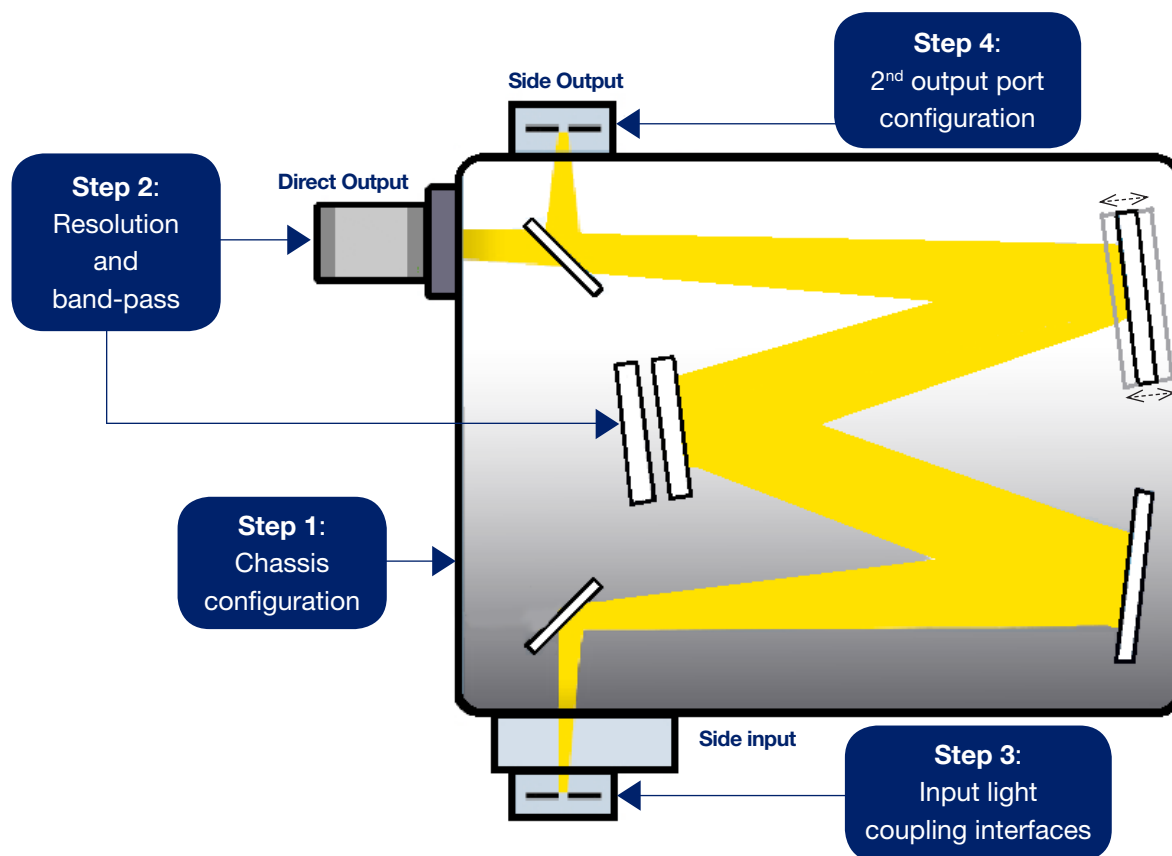 Step 4:
2nd output port
configuration
Side Output
Step 2:
Resolution
and
band-pass
Direct Output
Step 1:
Chassis
configuration
Side input
Step 3:
Input light
coupling interfaces